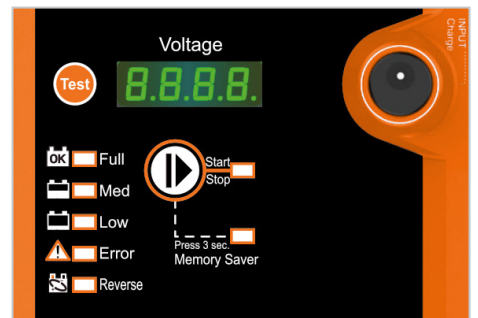 Voltage
Test
8.8.8.8.
INPUT
Charge
OK Full
Med
Low
Error
Reverse
Start
Stop
Press 3 sec.
Memory Saver